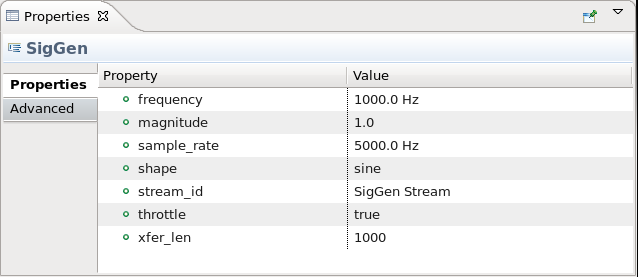 Properties
SigGen
Properties
Advanced
Property Value
frequency 1000.0 Hz
magnitude 1.0
sample_rate 5000.0 Hz
shape sine
stream_id SigGen Stream
throttle true
xfer_len 1000